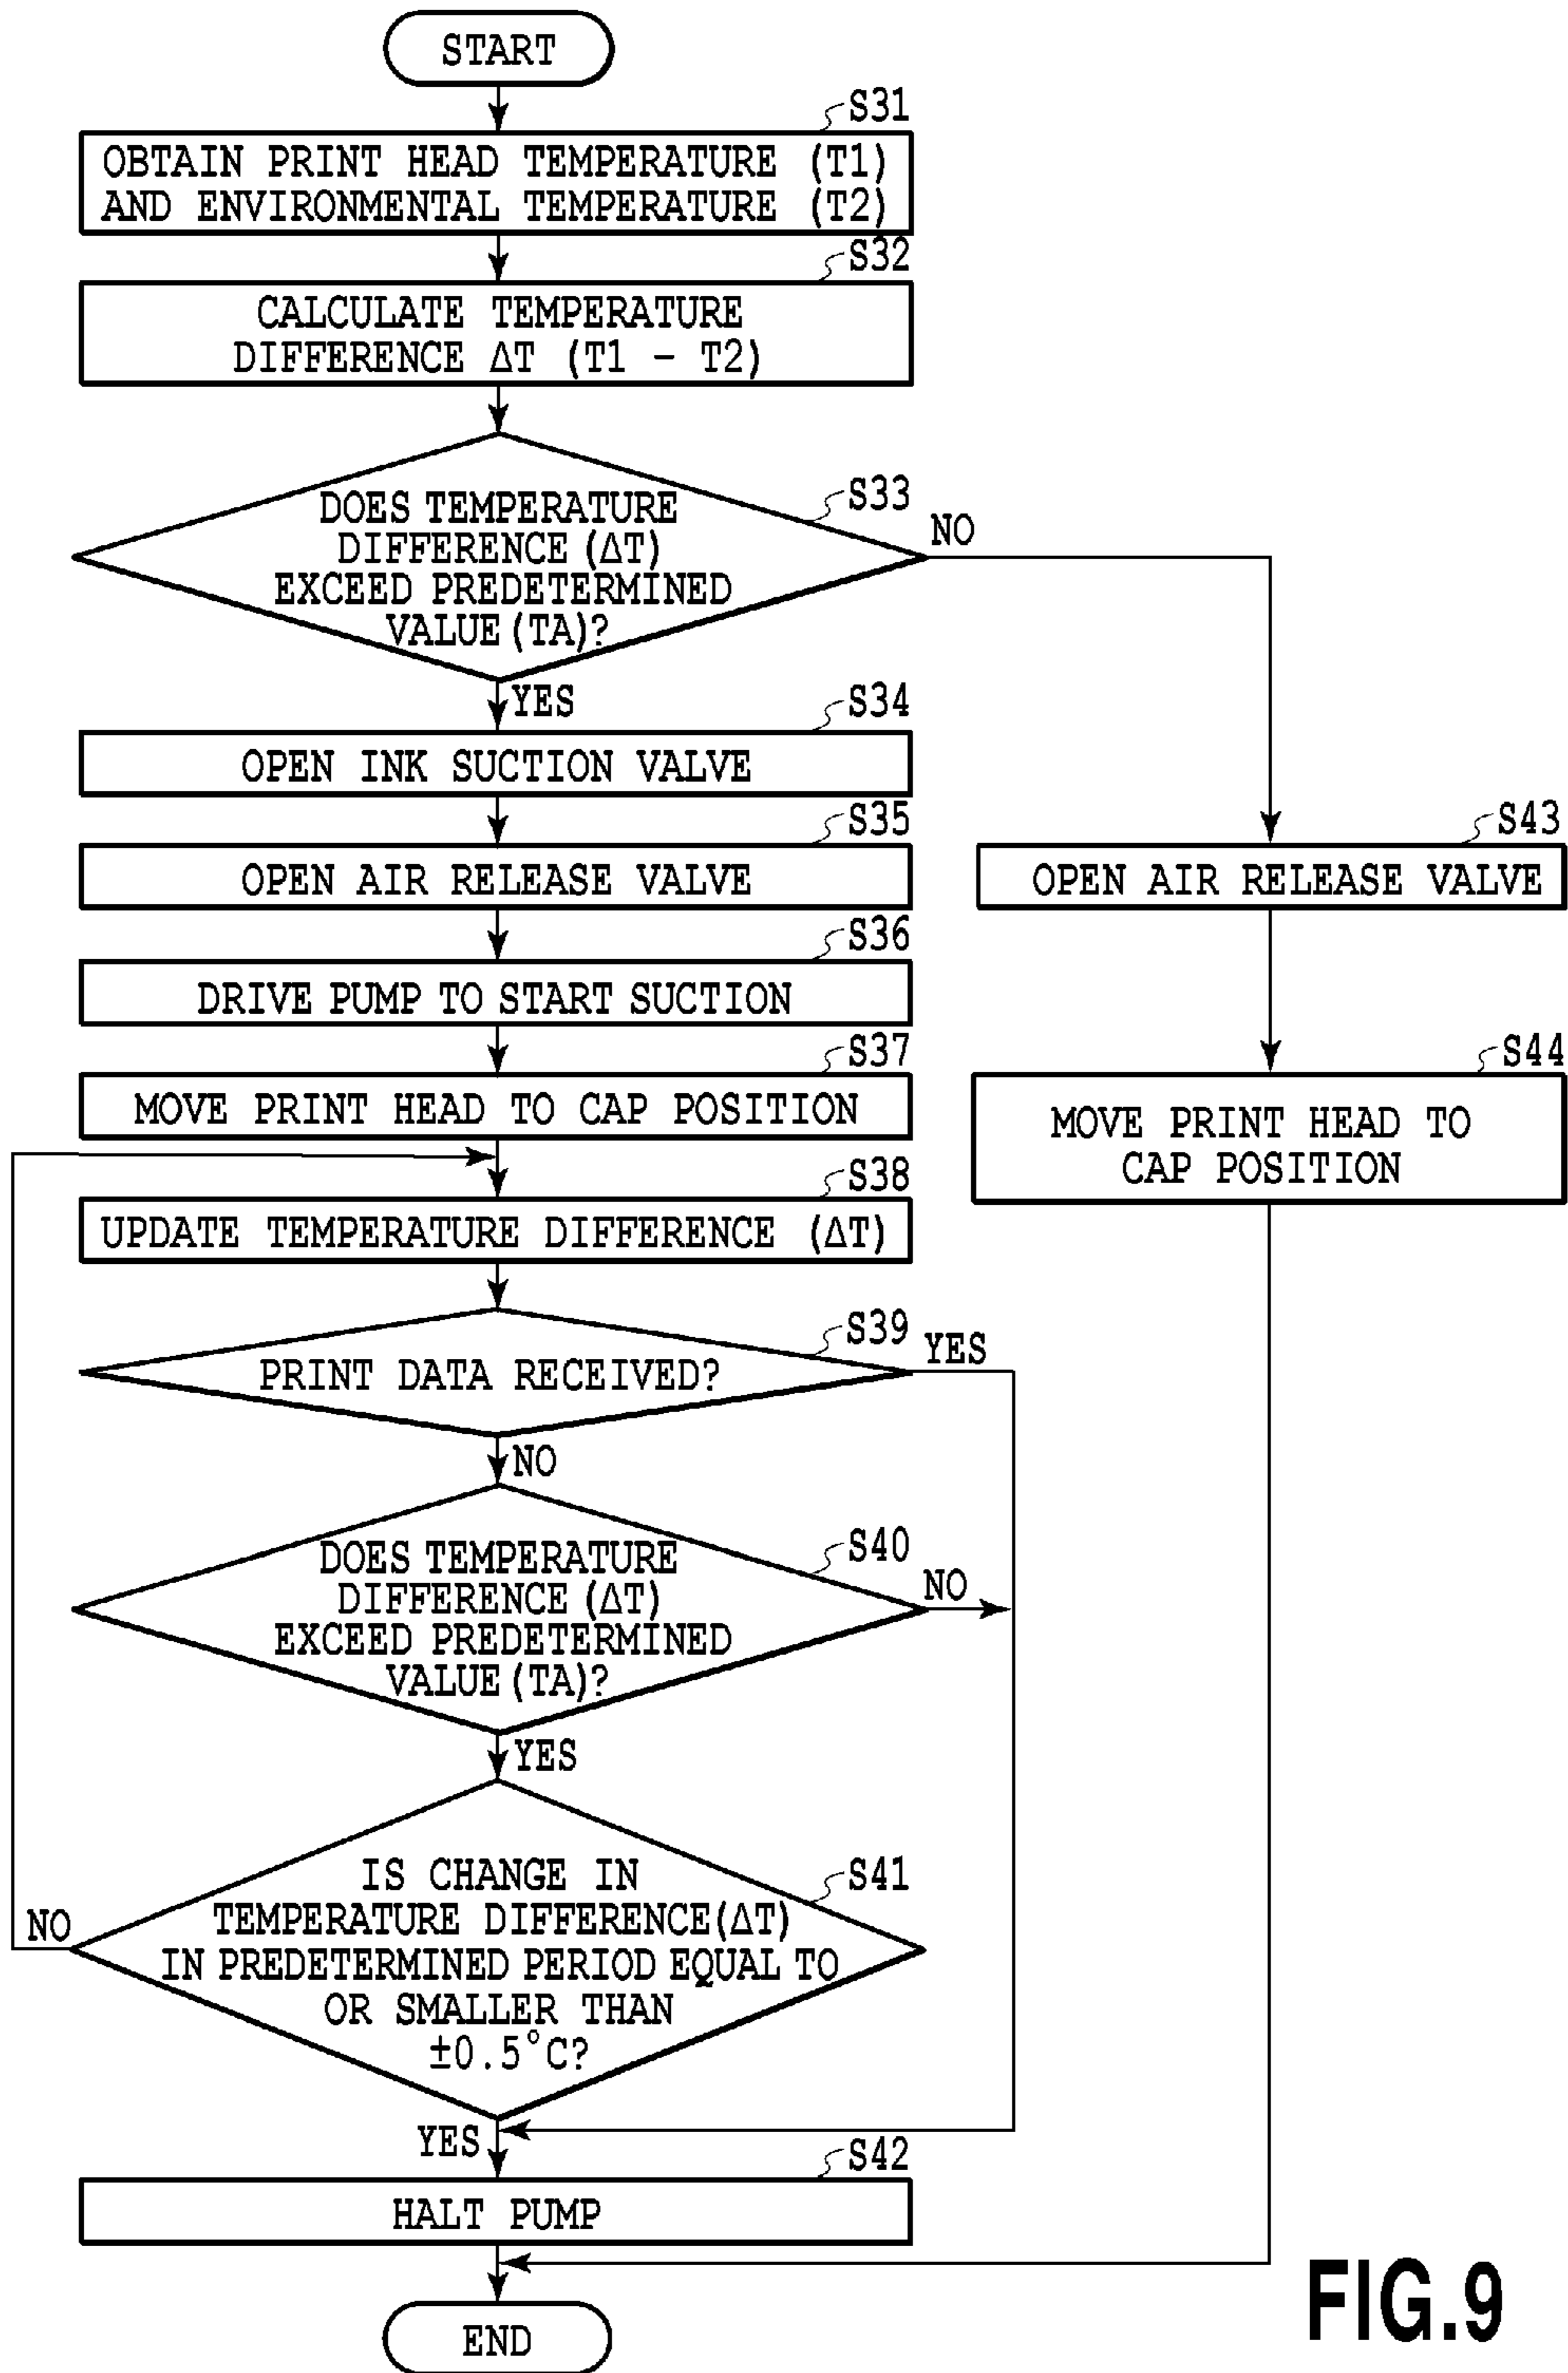 START
S31
OBTAIN PRINT HEAD TEMPERATURE (T1)
AND ENVIRONMENTAL TEMPERATURE (T2)
S32
CALCULATE TEMPERATURE
DIFFERENCE ΔT (T1 − T2)
S33
DOES TEMPERATURE
DIFFERENCE (ΔT)
EXCEED PREDETERMINED
VALUE (TA)?
NO
YES
S34
OPEN INK SUCTION VALVE
S35
OPEN AIR RELEASE VALVE
S43
OPEN AIR RELEASE VALVE
S36
DRIVE PUMP TO START SUCTION
S37
MOVE PRINT HEAD TO CAP POSITION
S44
MOVE PRINT HEAD TO
CAP POSITION
S38
UPDATE TEMPERATURE DIFFERENCE (ΔT)
S39
PRINT DATA RECEIVED?
YES
NO
S40
DOES TEMPERATURE
DIFFERENCE (ΔT)
EXCEED PREDETERMINED
VALUE (TA)?
NO
YES
S41
IS CHANGE IN
TEMPERATURE DIFFERENCE(ΔT)
IN PREDETERMINED PERIOD EQUAL TO
OR SMALLER THAN
±0.5°C?
NO
YES
S42
HALT PUMP
END
FIG.9